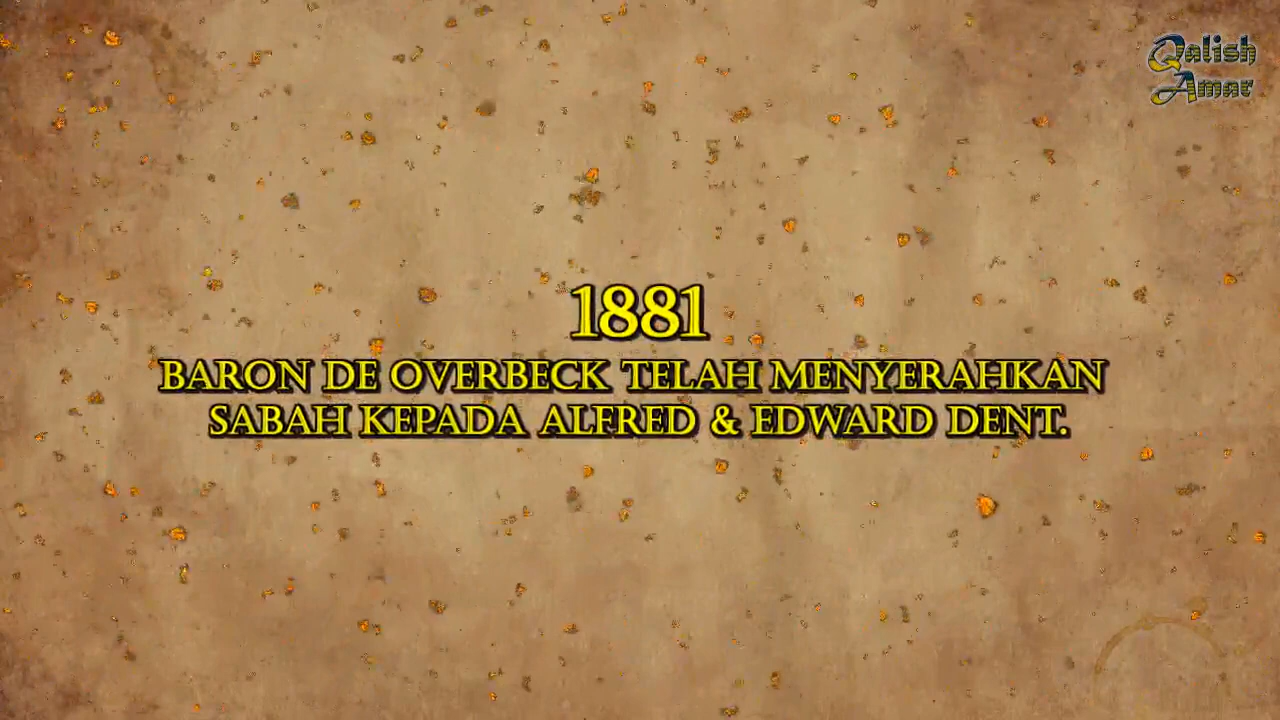 Qalish
Amar
1881
BARON DE OVERBECK TELAH MENYERAHKAN
SABAH KEPADA ALFRED & EDWARD DENT.